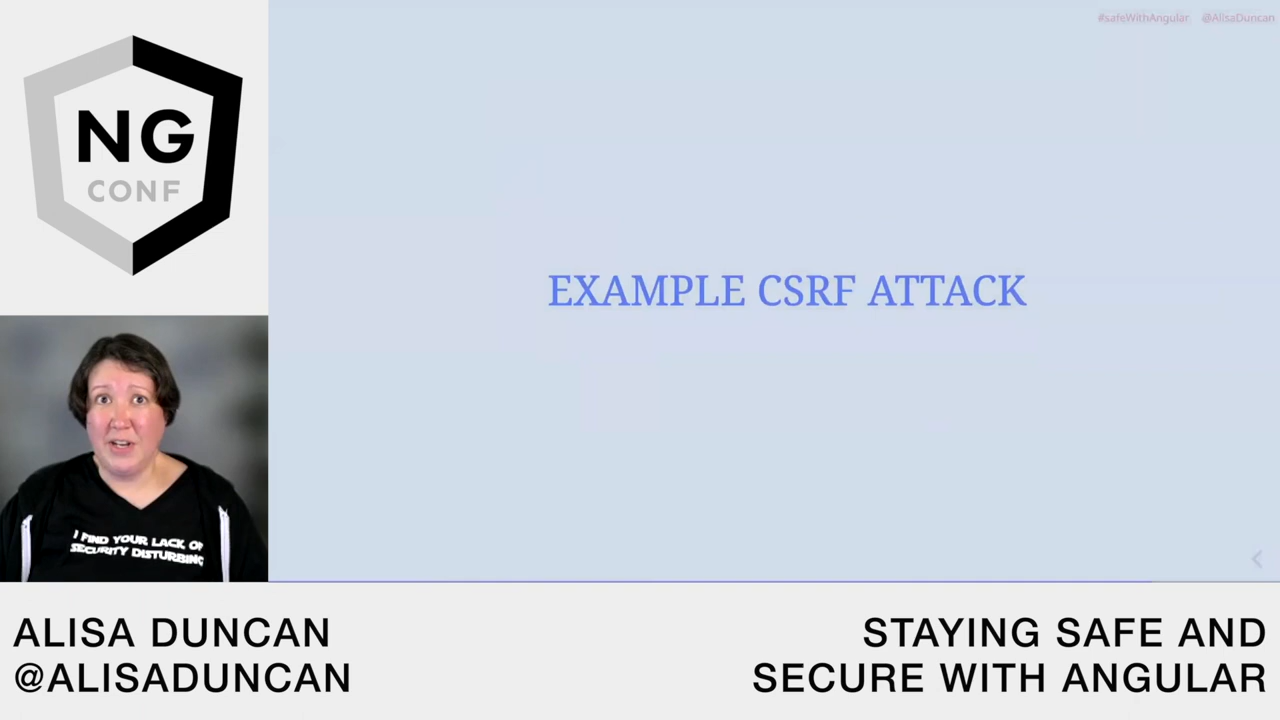 NG
CONF
#safeWithAngular @AlisaDuncan
EXAMPLE CSRF ATTACK
I FIND YOUR LACK OF
SECURITY DISTURBING
ALISA DUNCAN
@ALISADUNCAN
STAYING SAFE AND
SECURE WITH ANGULAR